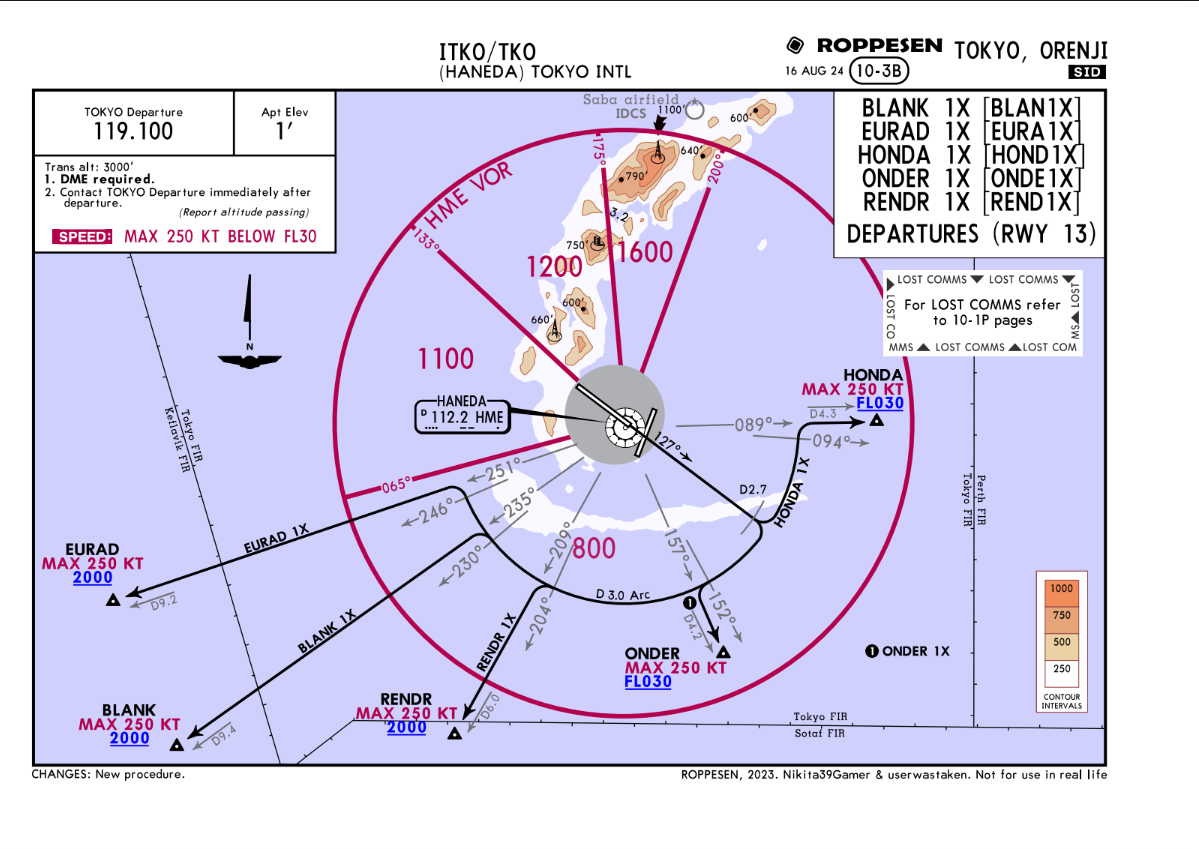 ITKO/TKO
(HANEDA) TOKYO INTL
ROPPESEN
TOKYO, ORENJI
16 AUG 24
10-3B
SID
TOKYO Departure
119.100
Apt Elev
1'
Trans alt: 3000'
1. DME required.
2. Contact TOKYO Departure immediately after
departure.
(Report altitude passing)
SPEED: MAX 250 KT BELOW FL30
BLANK 1X [BLAN1X]
EURAD 1X [EURA1X]
HONDA 1X [HOND1X]
ONDER 1X [ONDE1X]
RENDR 1X [REND1X]
DEPARTURES (RWY 13)
LOST COMMS LOST COMMS
LOST
MS
LOST CO
MMS LOST COMMS LOST COM
For LOST COMMS refer
to 10-1P pages
Saba airfield
IDCS
1100'
600'
640'
790'
3.2
750'
600'
660'
HME VOR
133°
175°
200°
065°
1200
1600
1100
800
N
Tokyo FIR
Keflavik FIR
HANEDA
D 112.2 HME
127°
089°
094°
D4.3
HONDA
MAX 250 KT
FL030
HONDA 1X
D2.7
Perth FIR
Tokyo FIR
251°
246°
235°
230°
209°
204°
157°
152°
D 3.0 Arc
EURAD 1X
EURAD
MAX 250 KT
2000
D9.2
BLANK 1X
BLANK
MAX 250 KT
2000
D9.4
RENDR 1X
RENDR
MAX 250 KT
2000
D6.0
1
D4.2
ONDER
MAX 250 KT
FL030
1 ONDER 1X
Tokyo FIR
Sotaf FIR
1000
750
500
250
CONTOUR
INTERVALS
CHANGES: New procedure.
ROPPESEN, 2023. Nikita39Gamer & userwastaken. Not for use in real life